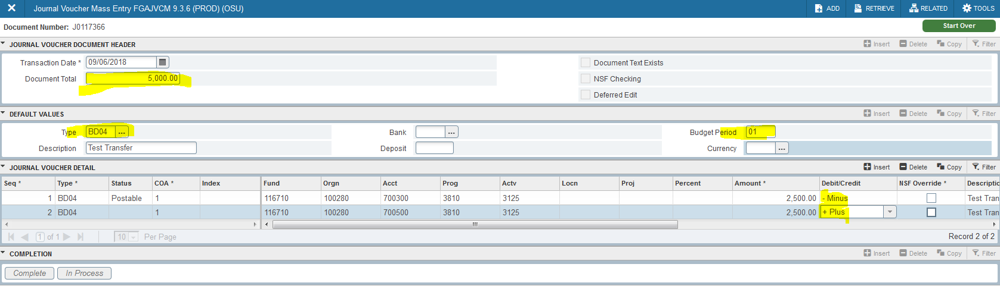 ✕ Journal Voucher Mass Entry FGAJVCM 9.3.6 (PROD) (OSU) ADD RETRIEVE RELATED TOOLS
Document Number: J0117366 Start Over
JOURNAL VOUCHER DOCUMENT HEADER Insert Delete Copy Filter
Transaction Date * 09/06/2018 Document Text Exists
Document Total 5,000.00 NSF Checking
Deferred Edit
DEFAULT VALUES Insert Delete Copy Filter
Type BD04 ... Bank ... Budget Period 01
Description Test Transfer Deposit Currency ...
JOURNAL VOUCHER DETAIL Insert Delete Copy Filter
Seq * Type * Status COA * Index Fund Orgn Acct Prog Actv Locn Proj Percent Amount * Debit/Credit NSF Override * Descriptio
1 BD04 Postable 1 116710 100280 700300 3810 3125 2,500.00 - Minus Test Tran
2 BD04 1 116710 100280 700500 3810 3125 2,500.00 + Plus Test Tran
1 of 1 10 Per Page Record 2 of 2
COMPLETION Insert Delete Copy Filter
Complete In Process